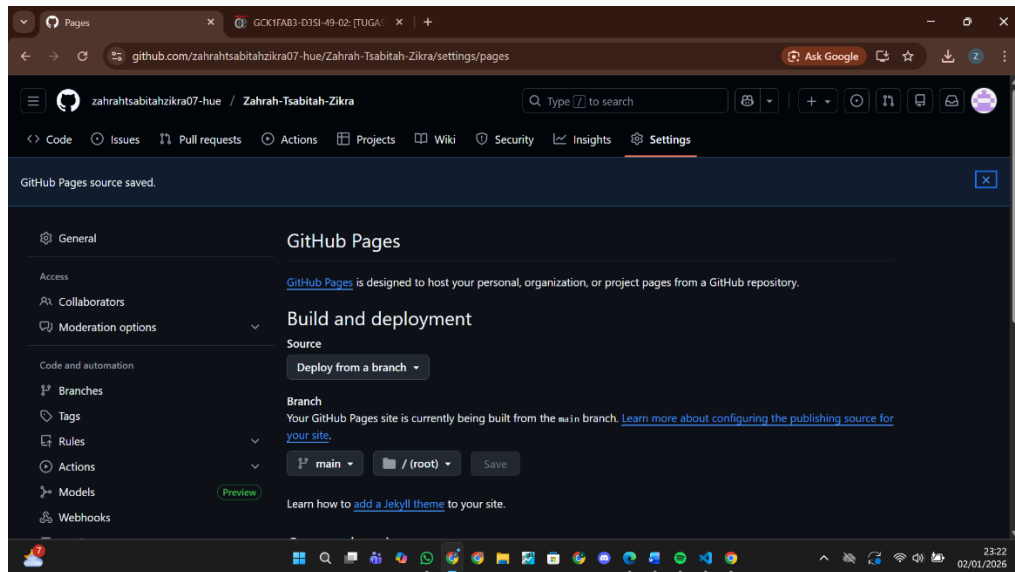 Pages
GCK1FAB3-D3SI-49-02: [TUGAS
github.com/zahrahtsabitahzikra07-hue/Zahrah-Tsabitah-Zikra/settings/pages
Ask Google
Z
zahrahtsabitahzikra07-hue / Zahrah-Tsabitah-Zikra
Type / to search
Code Issues Pull requests Actions Projects Wiki Security Insights Settings
GitHub Pages source saved.
General
Access
Collaborators
Moderation options
Code and automation
Branches
Tags
Rules
Actions
Models Preview
Webhooks
GitHub Pages
GitHub Pages is designed to host your personal, organization, or project pages from a GitHub repository.
Build and deployment
Source
Deploy from a branch
Branch
Your GitHub Pages site is currently being built from the main branch. Learn more about configuring the publishing source for
your site.
main / (root) Save
Learn how to add a Jekyll theme to your site.
7
23:22
02/01/2026